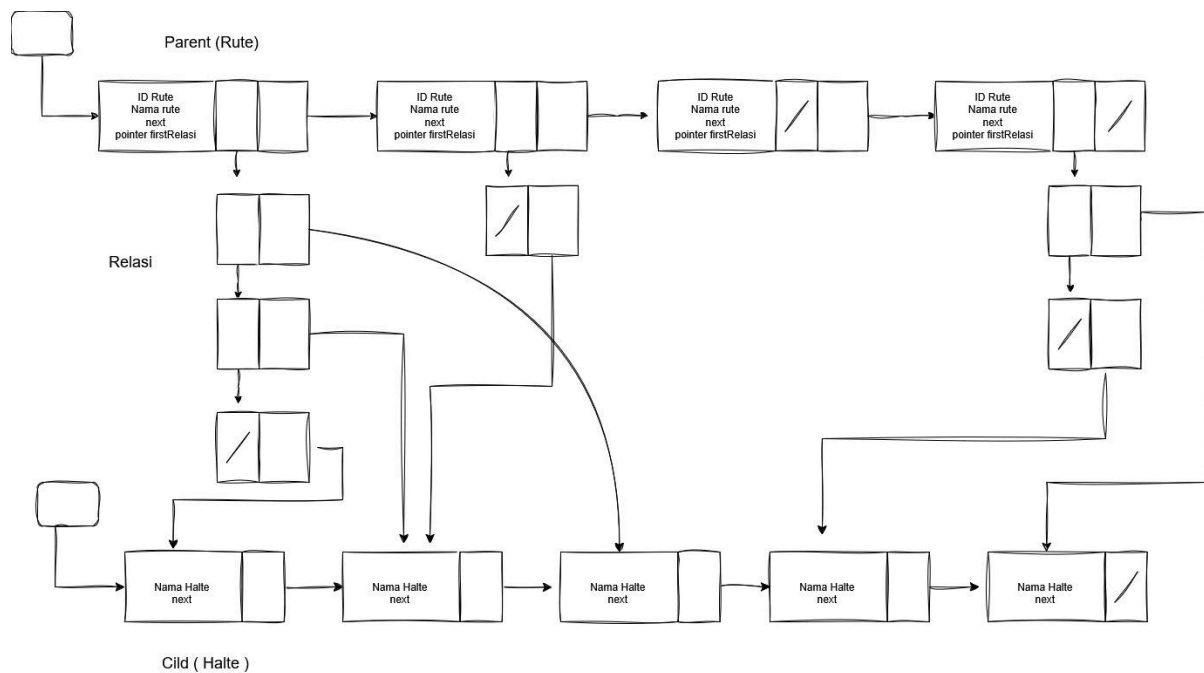 Parent (Rute)
ID Rute
Nama rute
next
pointer firstRelasi
ID Rute
Nama rute
next
pointer firstRelasi
ID Rute
Nama rute
next
pointer firstRelasi
ID Rute
Nama rute
next
pointer firstRelasi
Relasi
Nama Halte
next
Nama Halte
next
Nama Halte
next
Nama Halte
next
Nama Halte
next
Cild ( Halte )